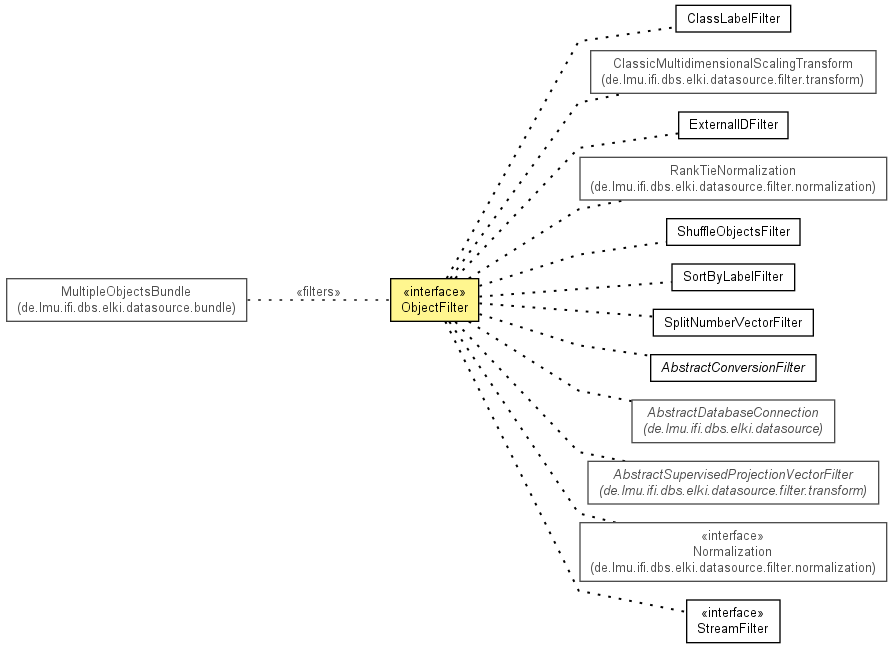 ClassLabelFilter
ClassicMultidimensionalScalingTransform
(de.lmu.ifi.dbs.elki.datasource.filter.transform)
ExternalIDFilter
RankTieNormalization
(de.lmu.ifi.dbs.elki.datasource.filter.normalization)
ShuffleObjectsFilter
SortByLabelFilter
MultipleObjectsBundle
(de.lmu.ifi.dbs.elki.datasource.bundle)
«filters»
«interface»
ObjectFilter
SplitNumberVectorFilter
AbstractConversionFilter
AbstractDatabaseConnection
(de.lmu.ifi.dbs.elki.datasource)
AbstractSupervisedProjectionVectorFilter
(de.lmu.ifi.dbs.elki.datasource.filter.transform)
«interface»
Normalization
(de.lmu.ifi.dbs.elki.datasource.filter.normalization)
«interface»
StreamFilter